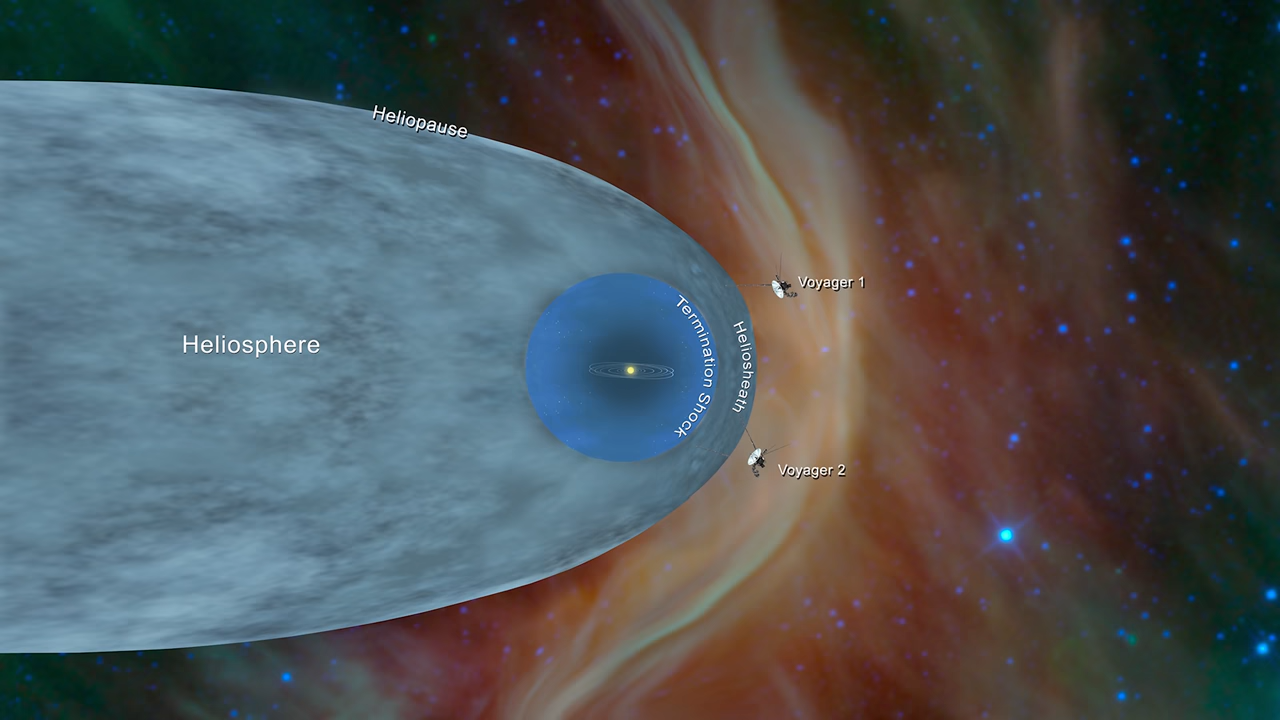 Heliopause
Voyager 1
Termination Shock
Heliosheath
Heliosphere
Voyager 2